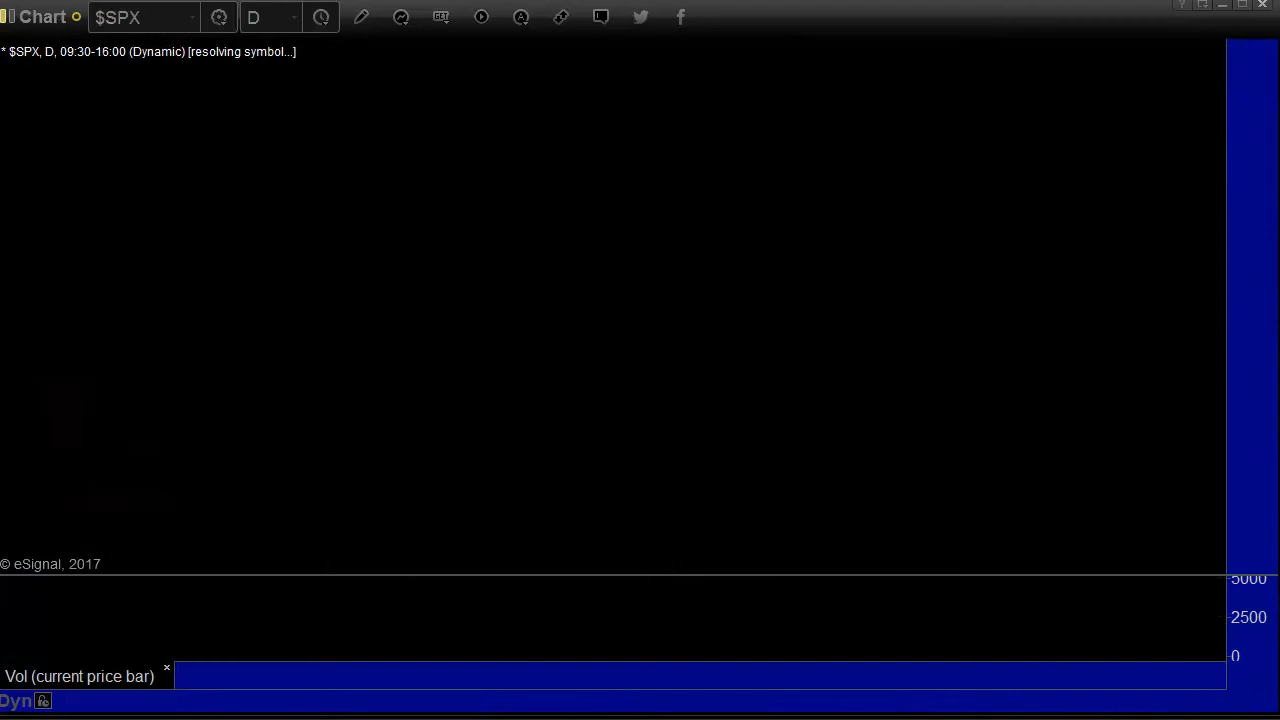 Chart $SPX D GET A
* $SPX, D, 09:30-16:00 (Dynamic) [resolving symbol...]
© eSignal, 2017
5000
2500
0
Vol (current price bar) ×
Dyn